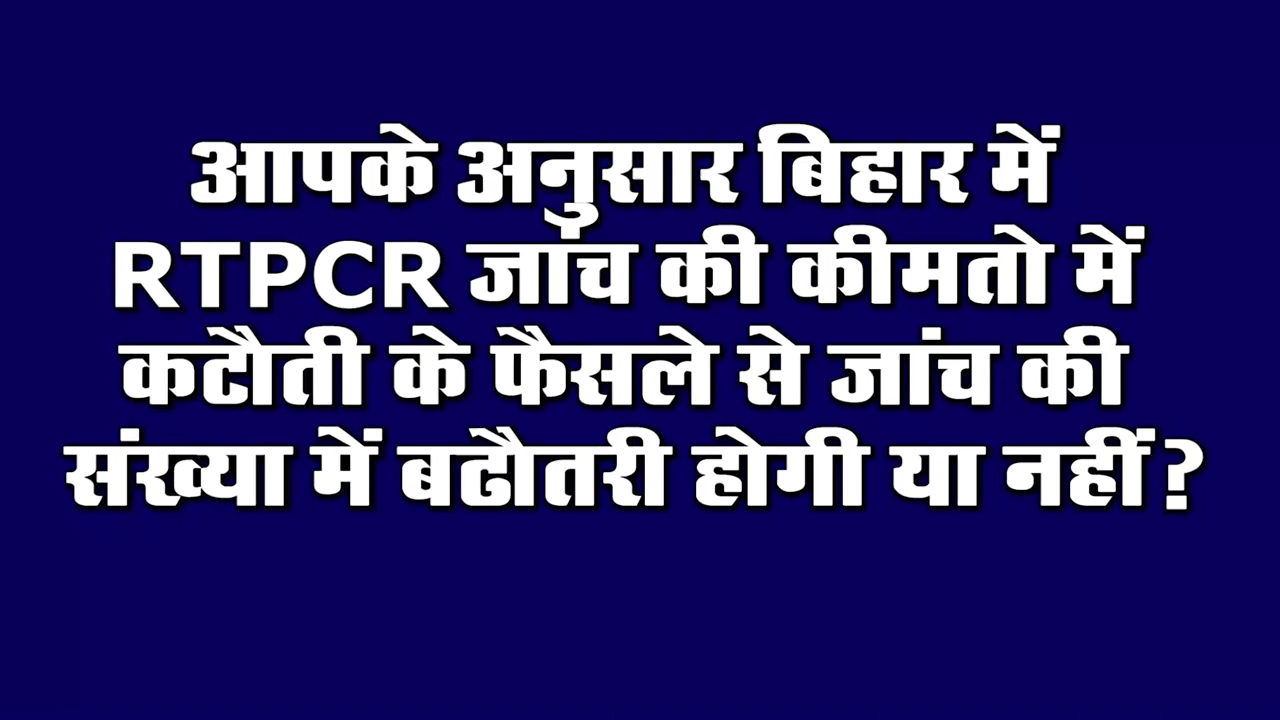 आपके अनुसार बिहार में
RTPCR जांच की कीमतो में
कटौती के फैसले से जांच की
संख्या में बढौतरी होगी या नहीं?